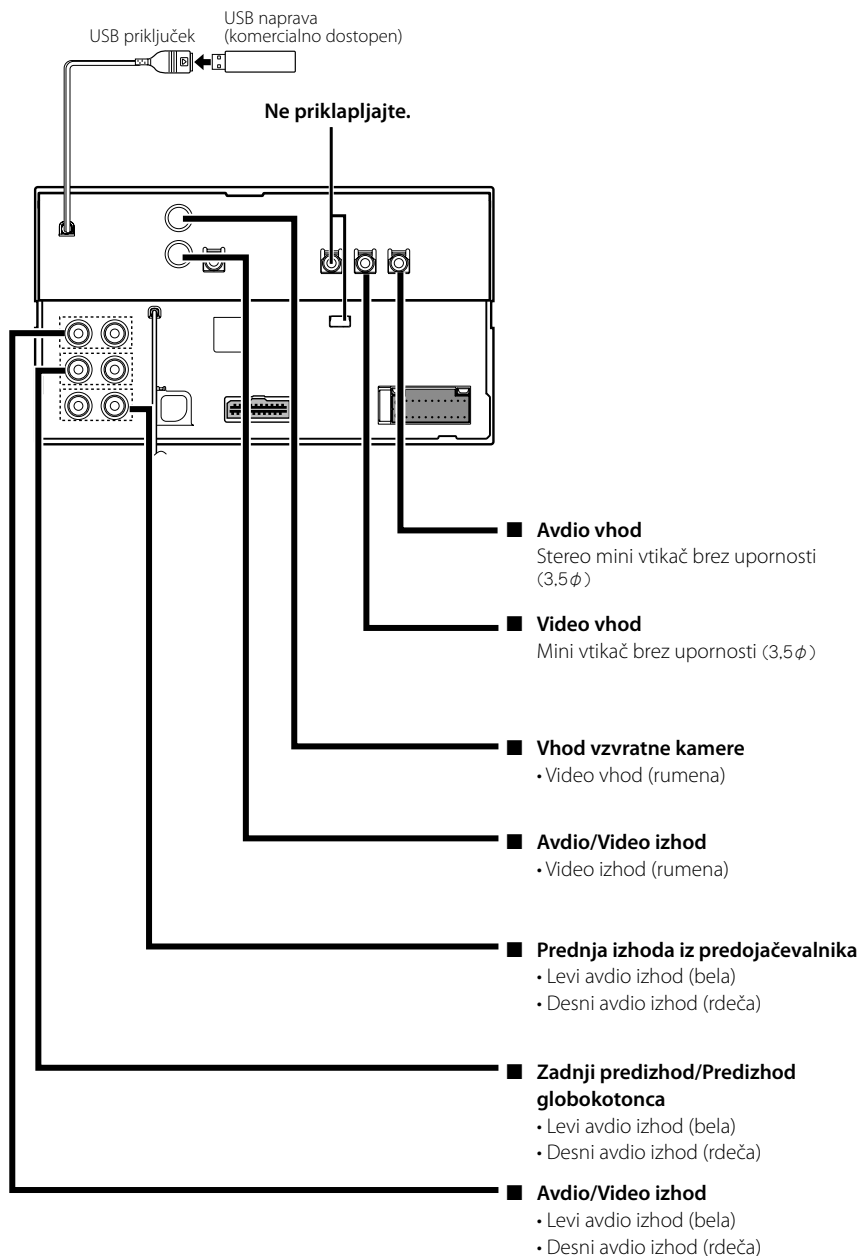 USB naprava
(komercialno dostopen)
USB priključek
Ne priklapljajte.
■ Avdio vhod
Stereo mini vtikač brez upornosti
(3,5φ)
■ Video vhod
Mini vtikač brez upornosti (3,5φ)
■ Vhod vzvratne kamere
• Video vhod (rumena)
■ Avdio/Video izhod
• Video izhod (rumena)
■ Prednja izhoda iz predojačevalnika
• Levi avdio izhod (bela)
• Desni avdio izhod (rdeča)
■ Zadnji predizhod/Predizhod
globokotonca
• Levi avdio izhod (bela)
• Desni avdio izhod (rdeča)
■ Avdio/Video izhod
• Levi avdio izhod (bela)
• Desni avdio izhod (rdeča)